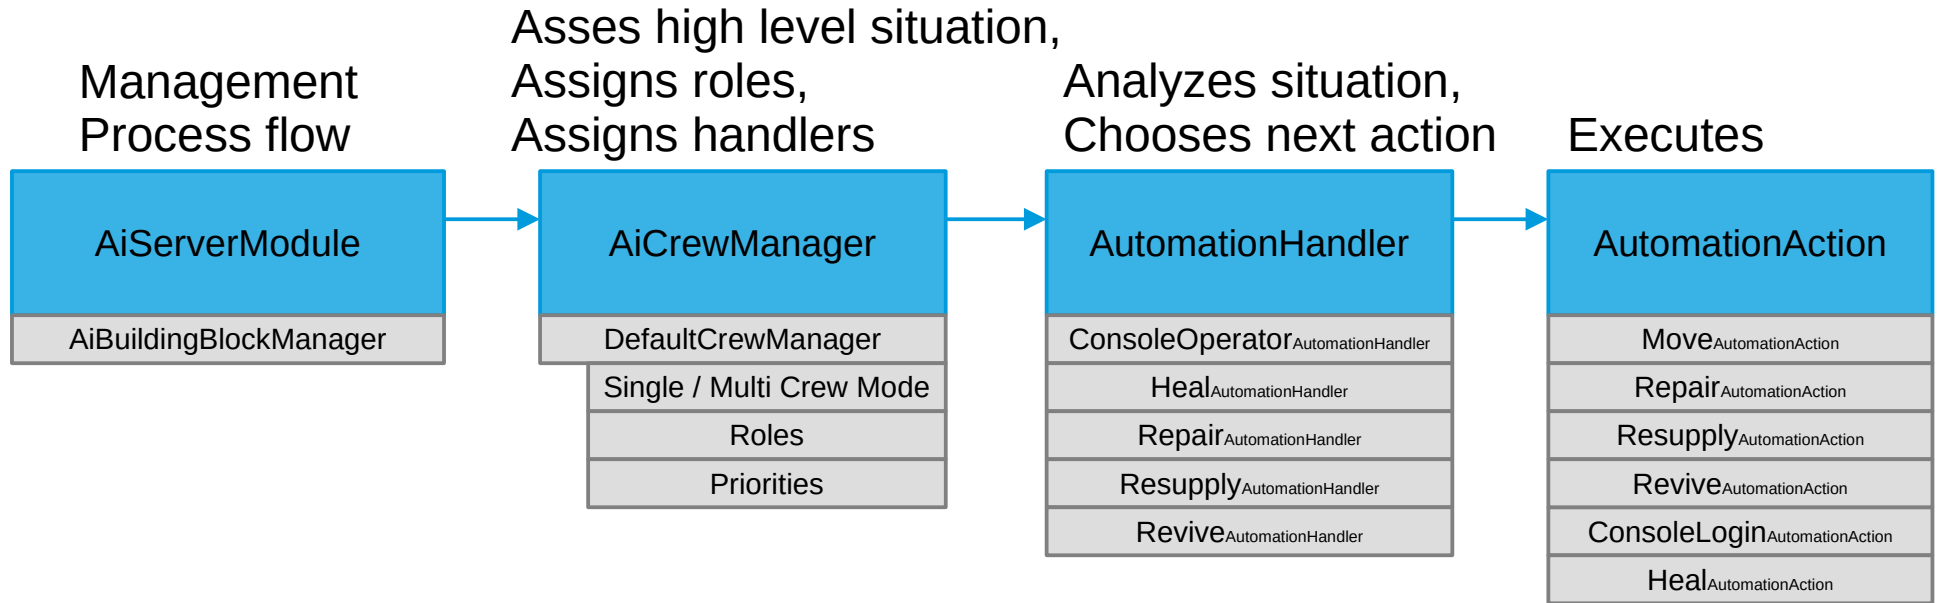 Management
Process flow
Asses high level situation,
Assigns roles,
Assigns handlers
Analyzes situation,
Chooses next action
Executes
AiServerModule
AiBuildingBlockManager
AiCrewManager
DefaultCrewManager
Single / Multi Crew Mode
Roles
Priorities
AutomationHandler
ConsoleOperatorAutomationHandler
HealAutomationHandler
RepairAutomationHandler
ResupplyAutomationHandler
ReviveAutomationHandler
AutomationAction
MoveAutomationAction
RepairAutomationAction
ResupplyAutomationAction
ReviveAutomationAction
ConsoleLoginAutomationAction
HealAutomationAction